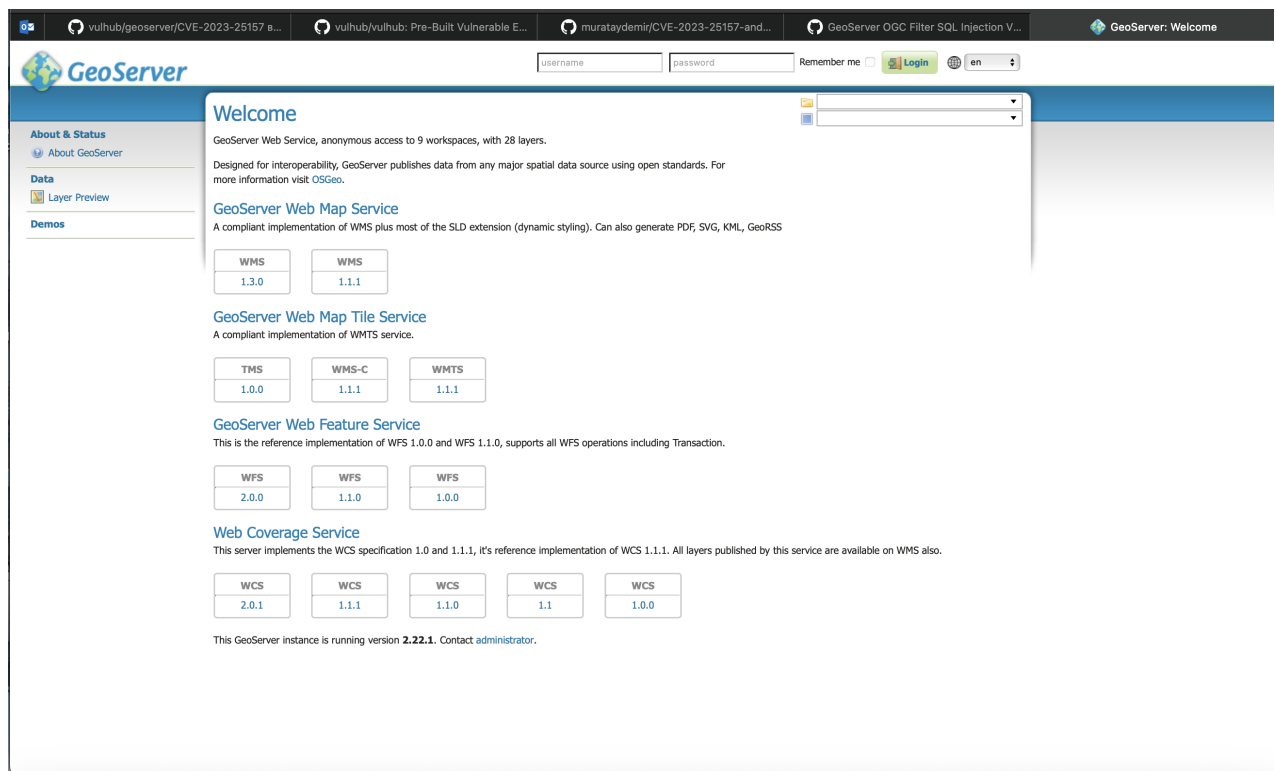 vulhub/geoserver/CVE-2023-25157 в...
vulhub/vulhub: Pre-Built Vulnerable E...
murataydemir/CVE-2023-25157-and...
GeoServer OGC Filter SQL Injection V...
GeoServer: Welcome
GeoServer
username
password
Remember me
Login
en
About & Status
About GeoServer
Data
Layer Preview
Demos
Welcome
GeoServer Web Service, anonymous access to 9 workspaces, with 28 layers.
Designed for interoperability, GeoServer publishes data from any major spatial data source using open standards. For
more information visit OSGeo.
GeoServer Web Map Service
A compliant implementation of WMS plus most of the SLD extension (dynamic styling). Can also generate PDF, SVG, KML, GeoRSS
WMS WMS
1.3.0 1.1.1
GeoServer Web Map Tile Service
A compliant implementation of WMTS service.
TMS WMS-C WMTS
1.0.0 1.1.1 1.1.1
GeoServer Web Feature Service
This is the reference implementation of WFS 1.0.0 and WFS 1.1.0, supports all WFS operations including Transaction.
WFS WFS WFS
2.0.0 1.1.0 1.0.0
Web Coverage Service
This server implements the WCS specification 1.0 and 1.1.1, it's reference implementation of WCS 1.1.1. All layers published by this service are available on WMS also.
WCS WCS WCS WCS WCS
2.0.1 1.1.1 1.1.0 1.1 1.0.0
This GeoServer instance is running version 2.22.1. Contact administrator.